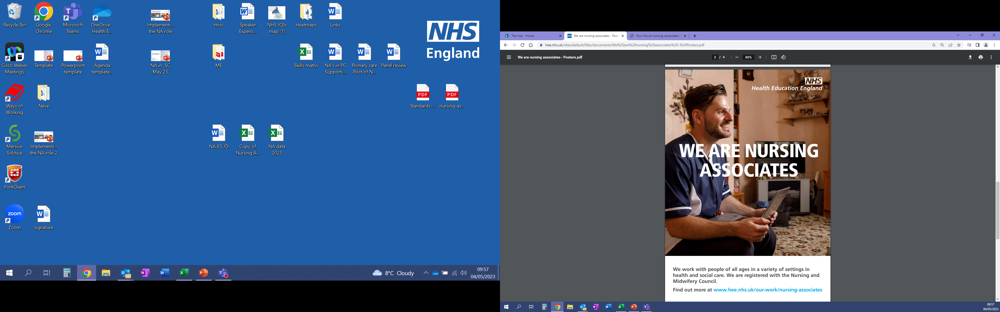 Recycle Bin
Google
Chrome
Microsoft
Teams
OneDrive -
Health E...
Implementi...
the NA role
misc
Speaker
Expens...
NHS ICBs
map (1)
Heatmaps
Links
NHS
England
Cisco Webex
Meetings
Template
Powerpoint
template
Agenda
template...
NA in  SC
May 23
ME
Skills matrix
NA's in PC
Supporti...
Primary care
Pilot of N...
Panel review
Ways of
Working
Neve
PDF
Standards-...
PDF
nursing-as...
Mersive
Solstice
Implementi...
the NA role 2
NA B5 JD
Copy of
Nursing A...
NA data
2023
FortiClient
zoom
Zoom
signature
8°C  Cloudy
09:57
04/05/2023
The hub - Home
We are nursing associates - Post
Your-future-nursing-associates.p
hee.nhs.uk/sites/default/files/documents/We%20are%20nursing%20associates%20-%20Posters.pdf
We are nursing associates - Posters.pdf
3 / 4
80%
NHS
Health Education England
WE ARE NURSING
ASSOCIATES
We work with people of all ages in a variety of settings in
health and social care. We are registered with the Nursing and
Midwifery Council.
Find out more at www.hee.nhs.uk/our-work/nursing-associates
09:57
04/05/2023